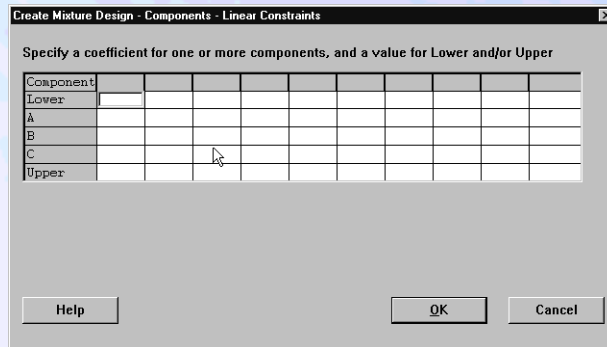 Create Mixture Design - Components - Linear Constraints
Specify a coefficient for one or more components, and a value for Lower and/or Upper
Component
Lower
A
B
C
Upper
Help OK Cancel